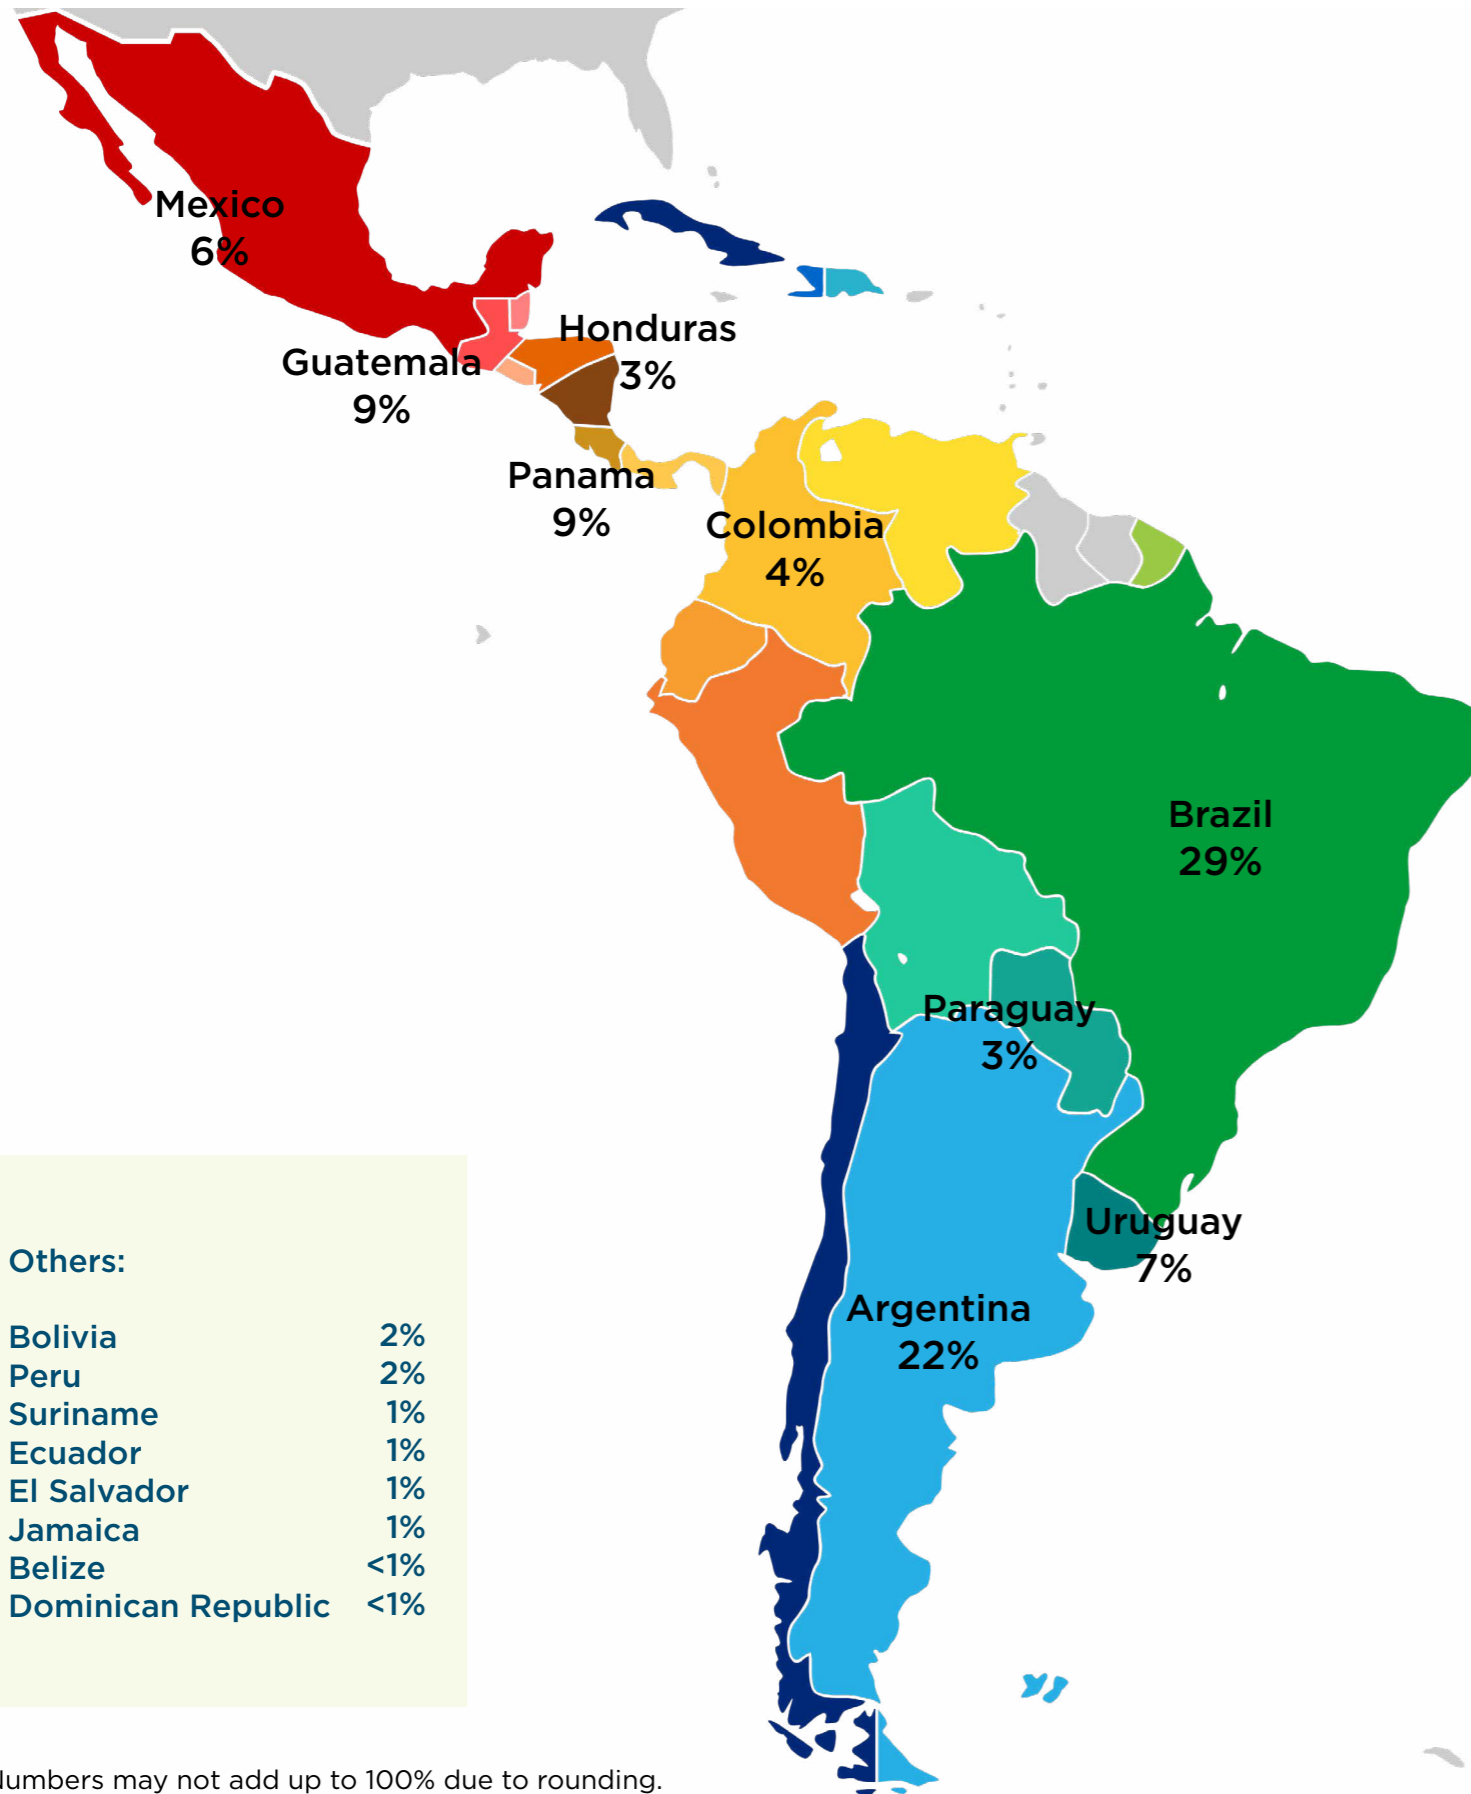 Mexico
6%
Honduras
3%
Guatemala
9%
Panama
9%
Colombia
4%
Brazil
29%
Paraguay
3%
Uruguay
7%
Argentina
22%
Others:
Bolivia 2%
Peru 2%
Suriname 1%
Ecuador 1%
El Salvador 1%
Jamaica 1%
Belize <1%
Dominican Republic <1%
may not add up to 100% due to rounding.